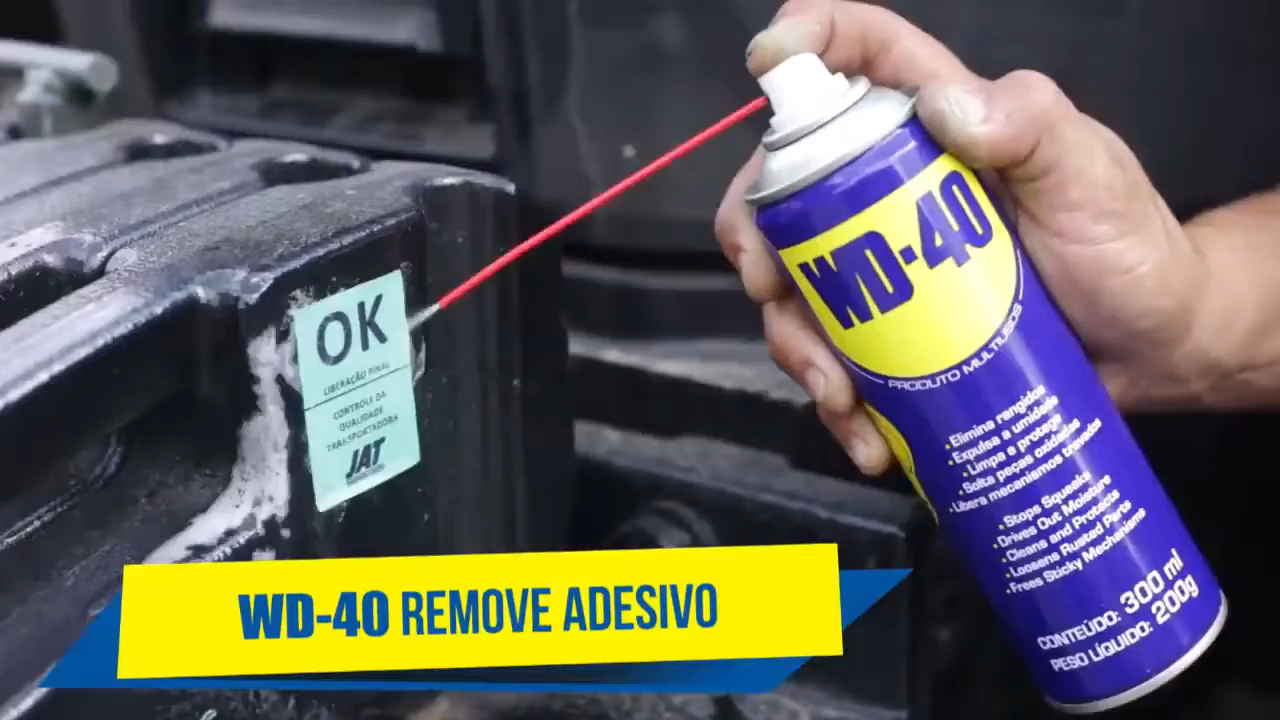 OK
LIBERAÇÃO FINAL
CONTROLE DA
QUALIDADE
TRANSPORTADORA
JAT
WD-40
PRODUTO MULTIUSOS
•Elimina rangidos
•Expulsa a umidade
•Limpa e protege
•Solta peças oxidadas
•Libera mecanismos travados
•Stops Squeaks
•Drives Out Moisture
•Cleans and Protects
•Loosens Rusted Parts
•Frees Sticky Mechanisms
CONTEÚDO: 300 ml
PESO LÍQUIDO: 200g
WD-40 REMOVE ADESIVO